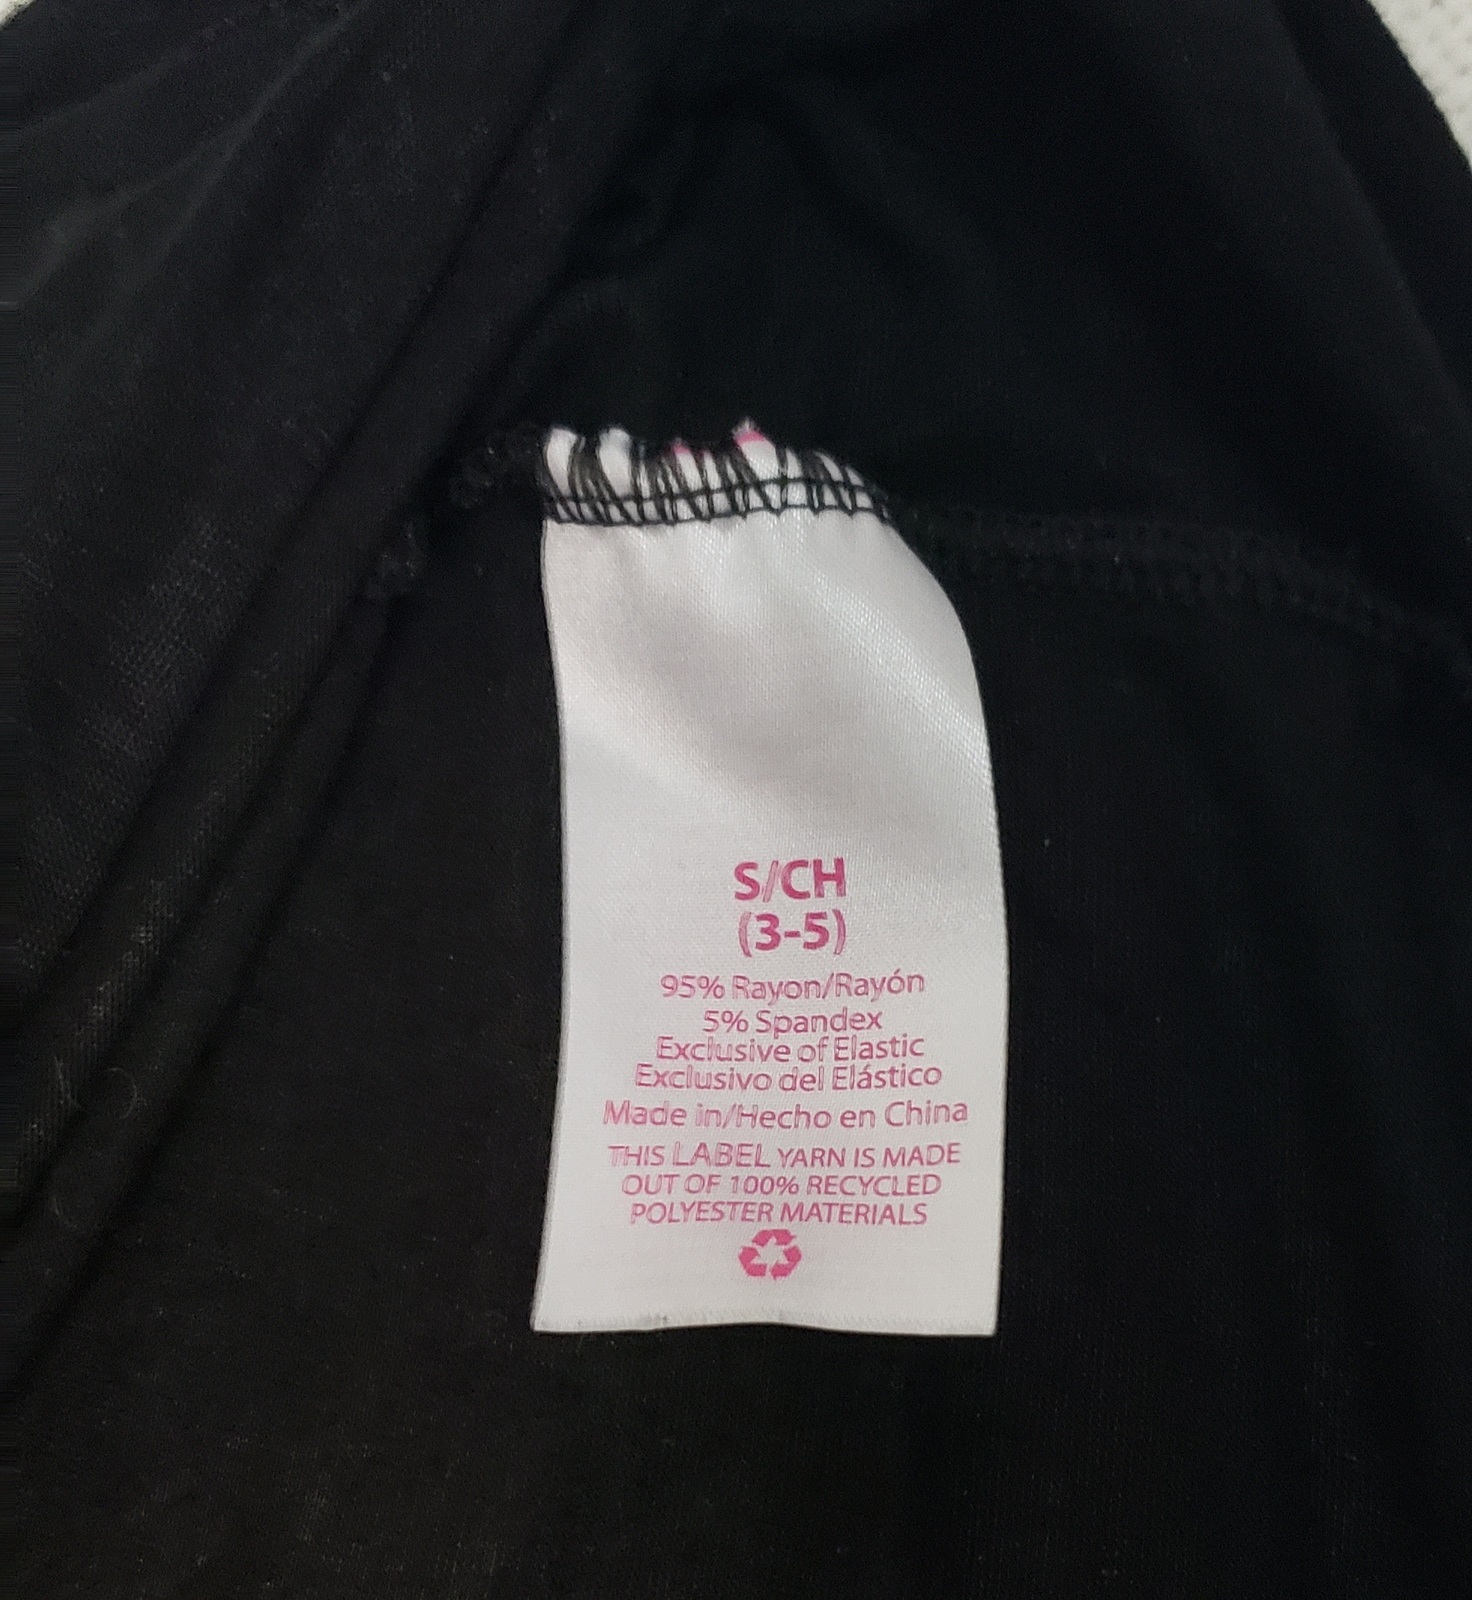 S/CH
(3-5)
95% Rayon/Rayón
5% Spandex
Exclusive of Elastic
Exclusivo del Elástico
Made in/Hecho en China
THIS LABEL YARN IS MADE
OUT OF 100% RECYCLED
POLYESTER MATERIALS